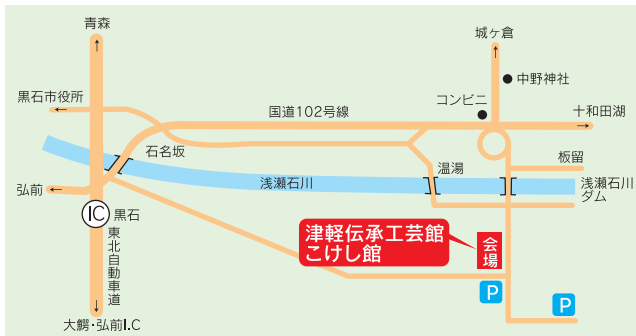 青森
城ヶ倉
中野神社
黒石市役所
コンビニ
国道102号線
十和田湖
石名坂
板留
温湯
弘前
浅瀬石川
浅瀬石川
ダム
IC
黒石
津軽伝承工芸館
こけし館
会場
東北自動車道
P
P
大鰐・弘前I.C